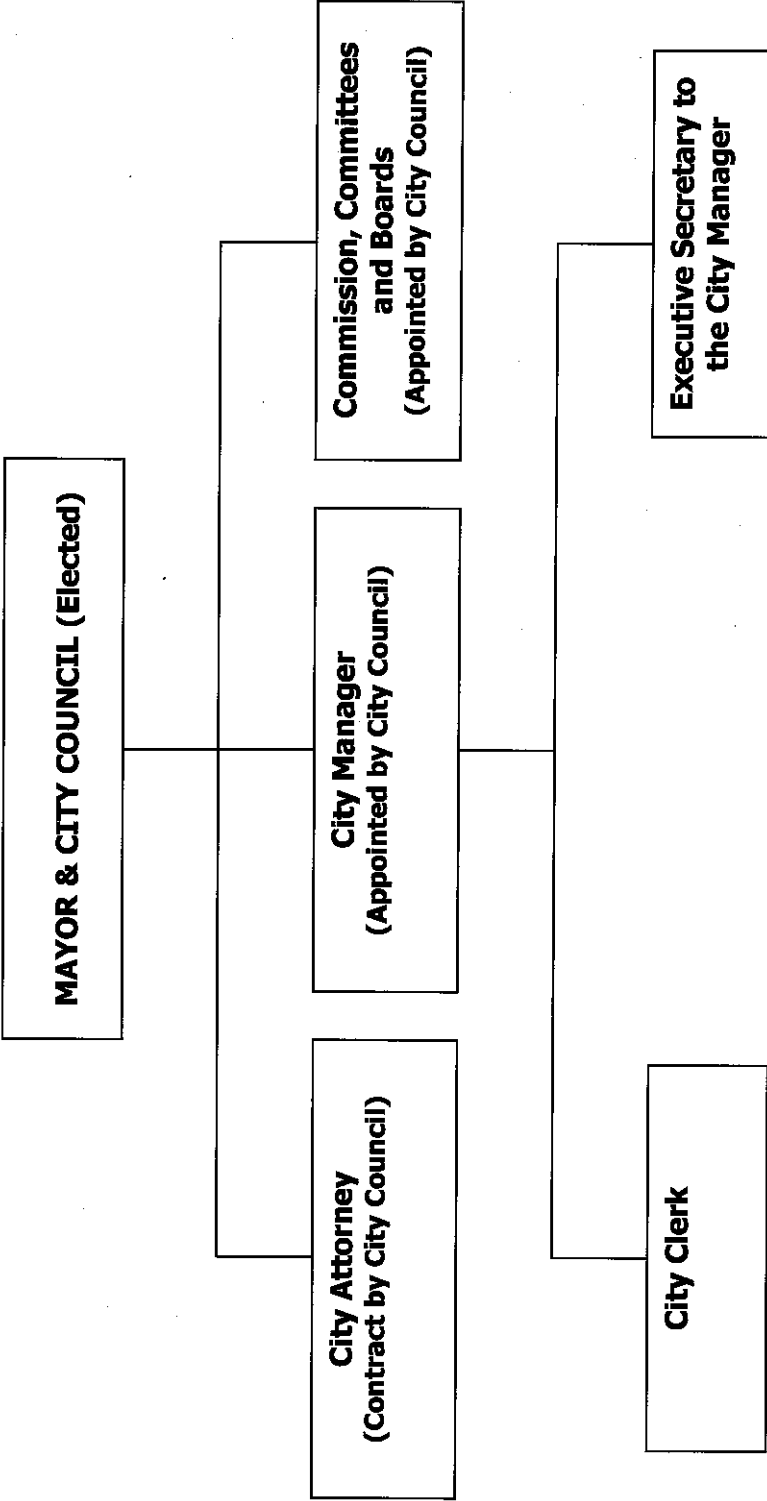 MAYOR & CITY COUNCIL (Elected)
City Attorney
(Contract by City Council)
City Manager
(Appointed by City Council)
Commission, Committees
and Boards
(Appointed by City Council)
City Clerk
Executive Secretary to
the City Manager